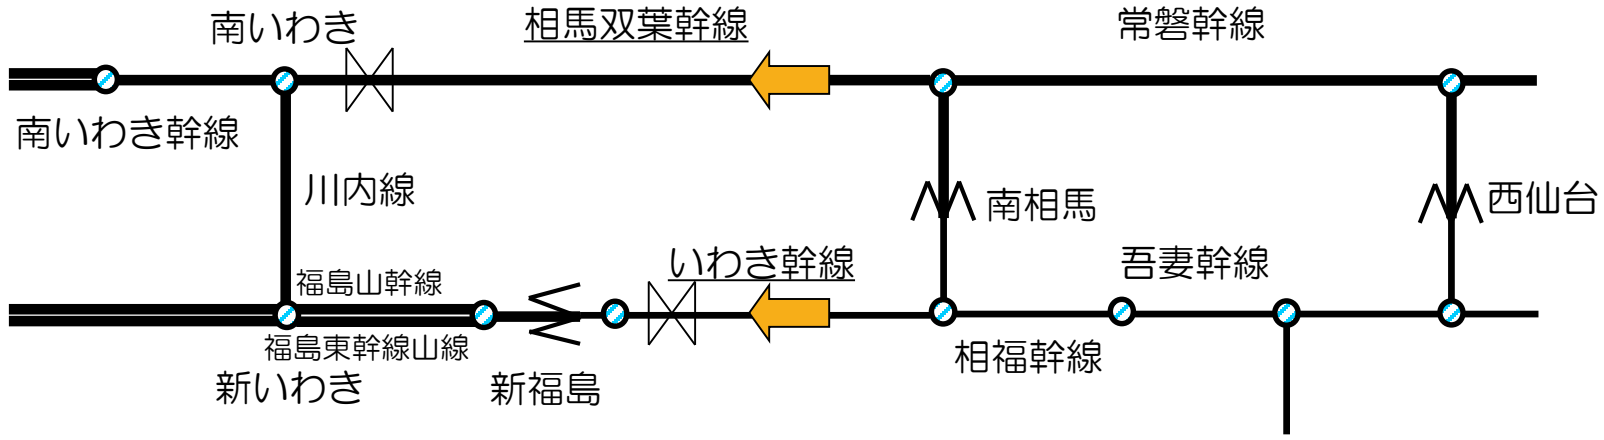 南いわき
相馬双葉幹線
常磐幹線
南いわき幹線
川内線
南相馬
西仙台
いわき幹線
吾妻幹線
福島山幹線
福島東幹線山線
相福幹線
新いわき
新福島